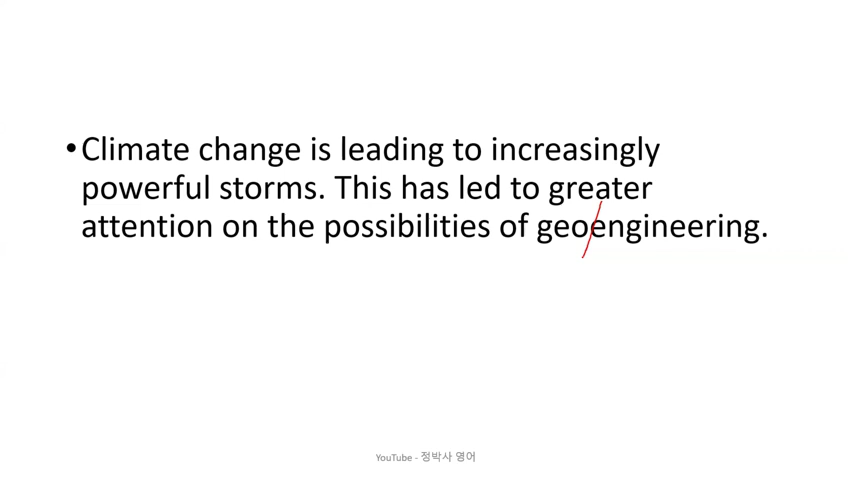 •Climate change is leading to increasingly
powerful storms. This has led to greater
attention on the possibilities of geoengineering.
YouTube - 정박사 영어